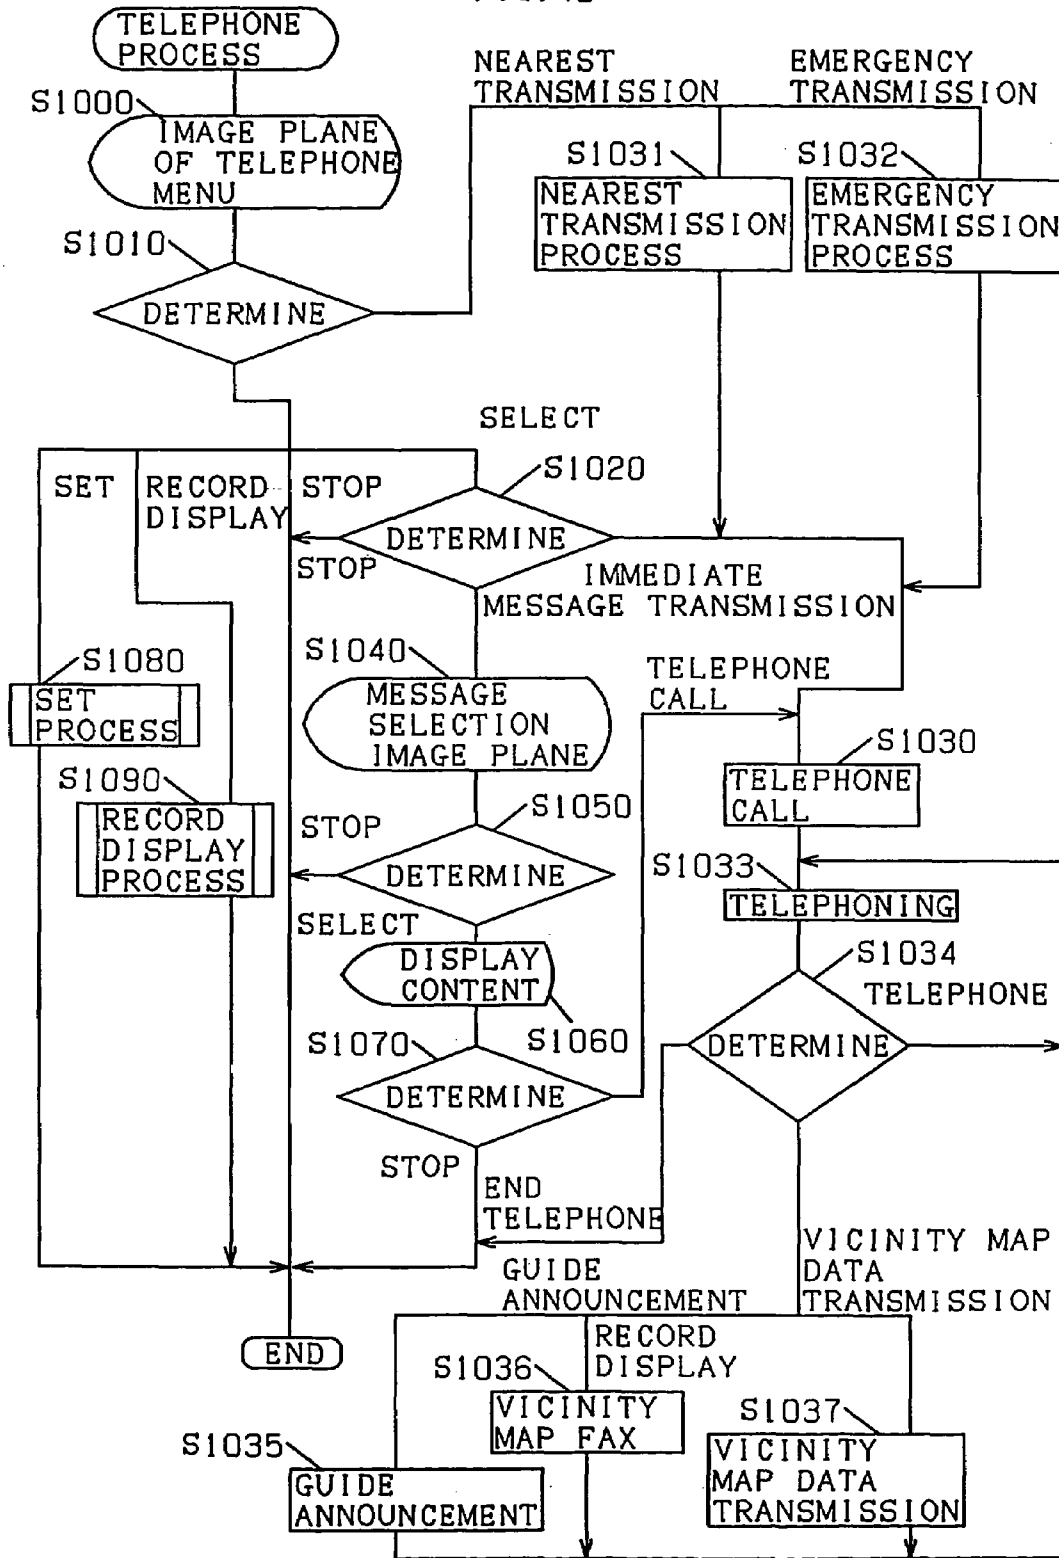 TELEPHONE
PROCESS
S1000
IMAGE PLANE
OF TELEPHONE
MENU
S1010
DETERMINE
NEAREST
TRANSMISSION
EMERGENCY
TRANSMISSION
S1031
NEAREST
TRANSMISSION
PROCESS
S1032
EMERGENCY
TRANSMISSION
PROCESS
SELECT
SET
RECORD
DISPLAY
STOP
S1020
DETERMINE
STOP
IMMEDIATE
MESSAGE TRANSMISSION
S1080
SET
PROCESS
S1040
MESSAGE
SELECTION
IMAGE PLANE
TELEPHONE
CALL
S1030
TELEPHONE
CALL
S1090
RECORD
DISPLAY
PROCESS
STOP
S1050
DETERMINE
S1033
TELEPHONING
SELECT
DISPLAY
CONTENT
S1060
S1034
TELEPHONE
DETERMINE
S1070
DETERMINE
STOP
END
TELEPHONE
VICINITY MAP
DATA
TRANSMISSION
GUIDE
ANNOUNCEMENT
END
RECORD
DISPLAY
S1036
VICINITY
MAP FAX
S1037
VICINITY
MAP DATA
TRANSMISSION
S1035
GUIDE
ANNOUNCEMENT